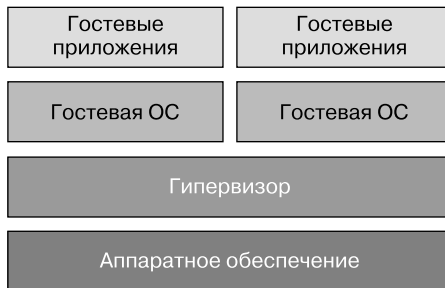 Гостевые
приложения
Гостевые
приложения
Гостевая ОС
Гостевая ОС
Гипервизор
Аппаратное обеспечение